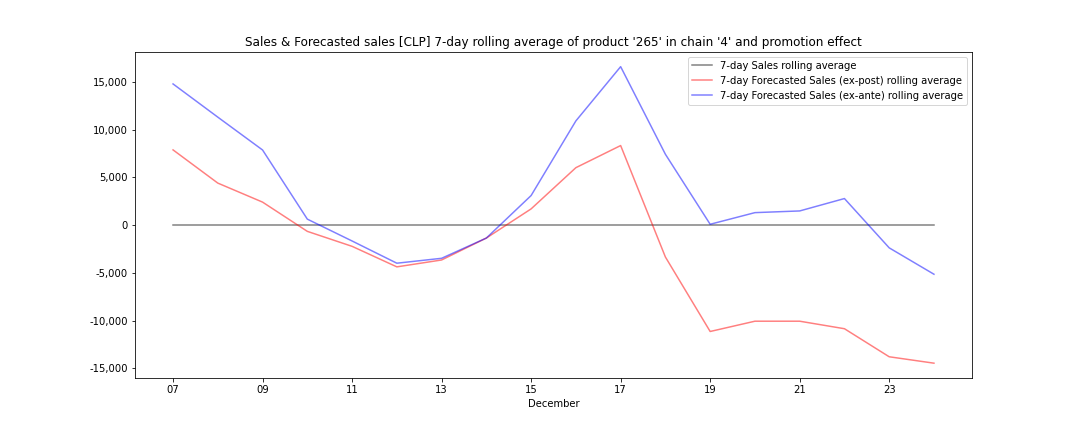 Sales & Forecasted sales [CLP] 7-day rolling average of product '265' in chain '4' and promotion effect
7-day Sales rolling average
7-day Forecasted Sales (ex-post) rolling average
7-day Forecasted Sales (ex-ante) rolling average
15,000
10,000
5,000
0
-5,000
-10,000
-15,000
07 09 11 13 15 17 19 21 23
December